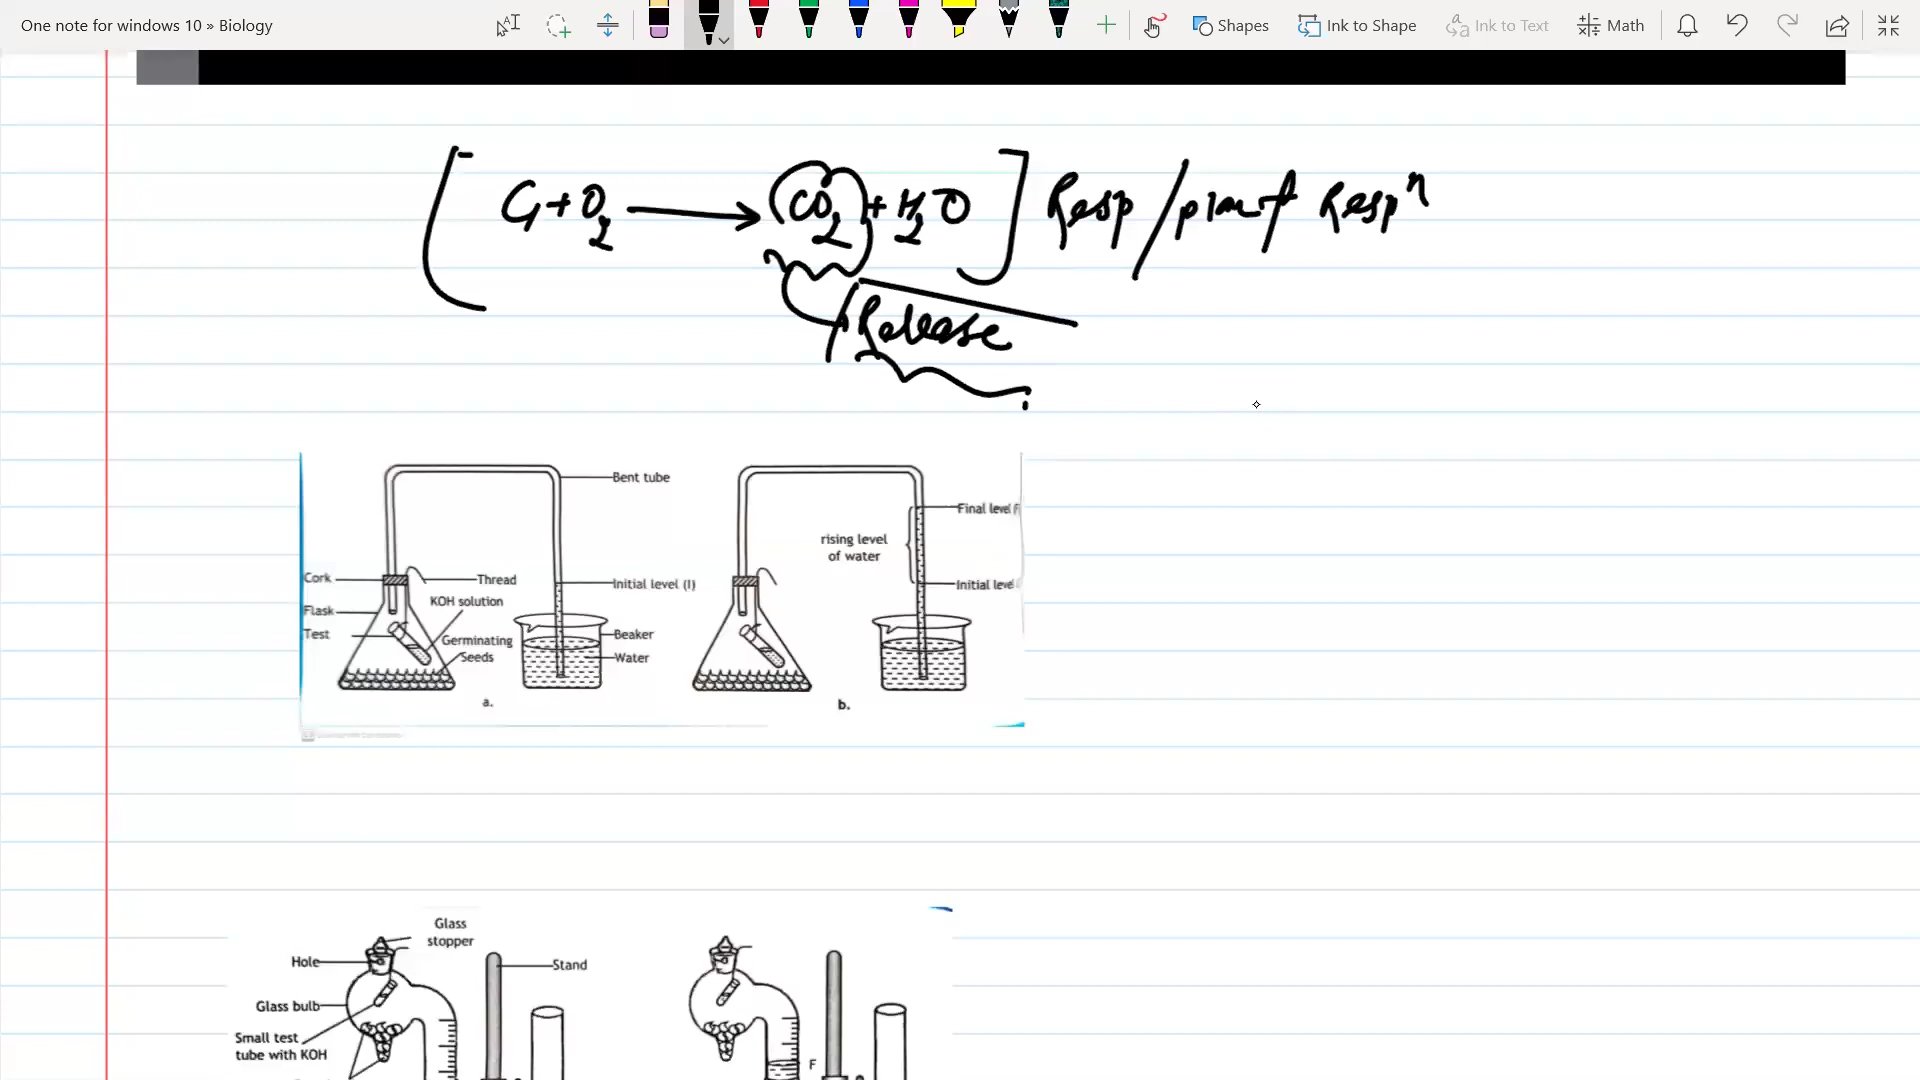 One note for windows 10 » Biology
Shapes
Ink to Shape
Ink to Text
Math
G + O2 → CO2 + H2O ] Resp / plant Respn
Release
Bent tube
Final level (F
rising level
of water
Cork
Thread
Initial level (I)
Initial level
KOH solution
Flask
Test
Germinating
Seeds
Beaker
Water
a.
b.
Glass
stopper
Hole
Stand
Glass bulb
Small test
tube with KOH
F